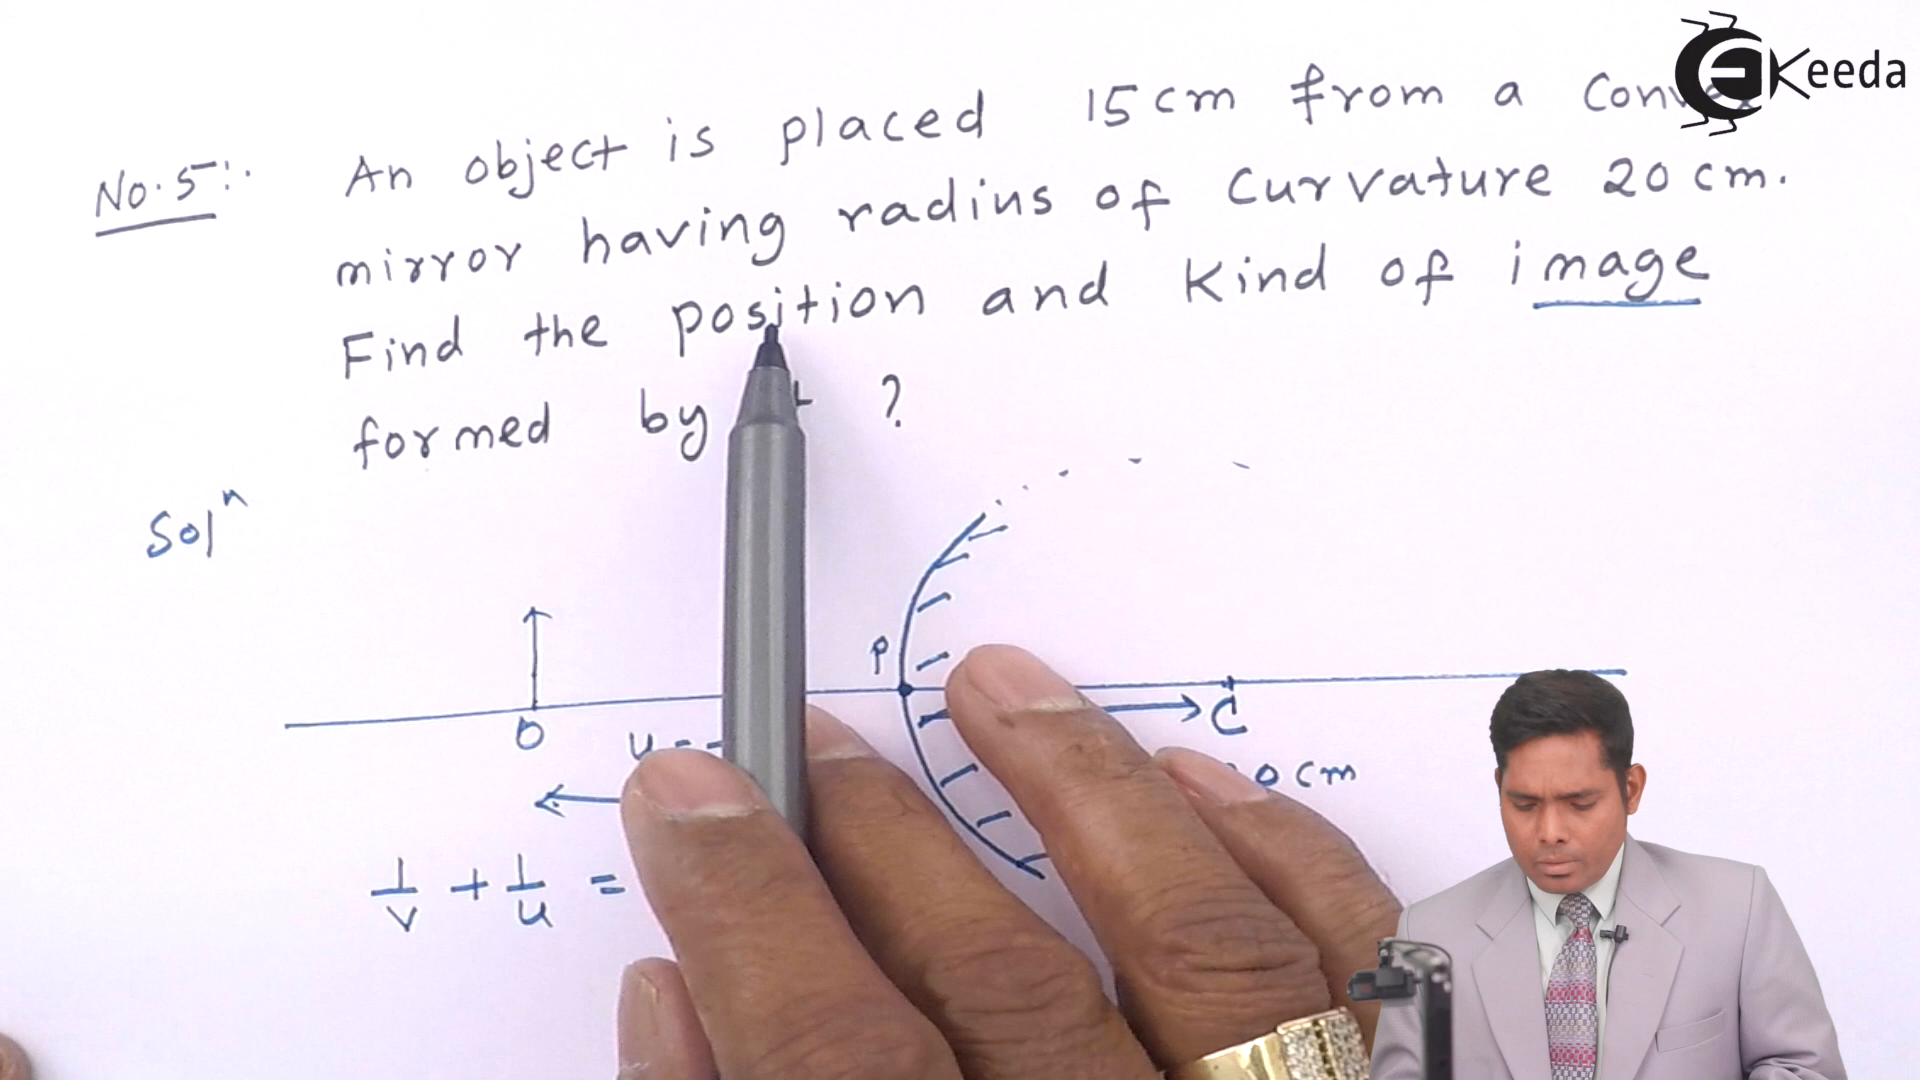 Keeda
No. 5:. An object is placed 15 cm from a
mirror having radius of curvature 20 cm.
Find the position and kind of image
formed by ?
Solⁿ
P
O
C
u = -
0 cm
1/v + 1/u =